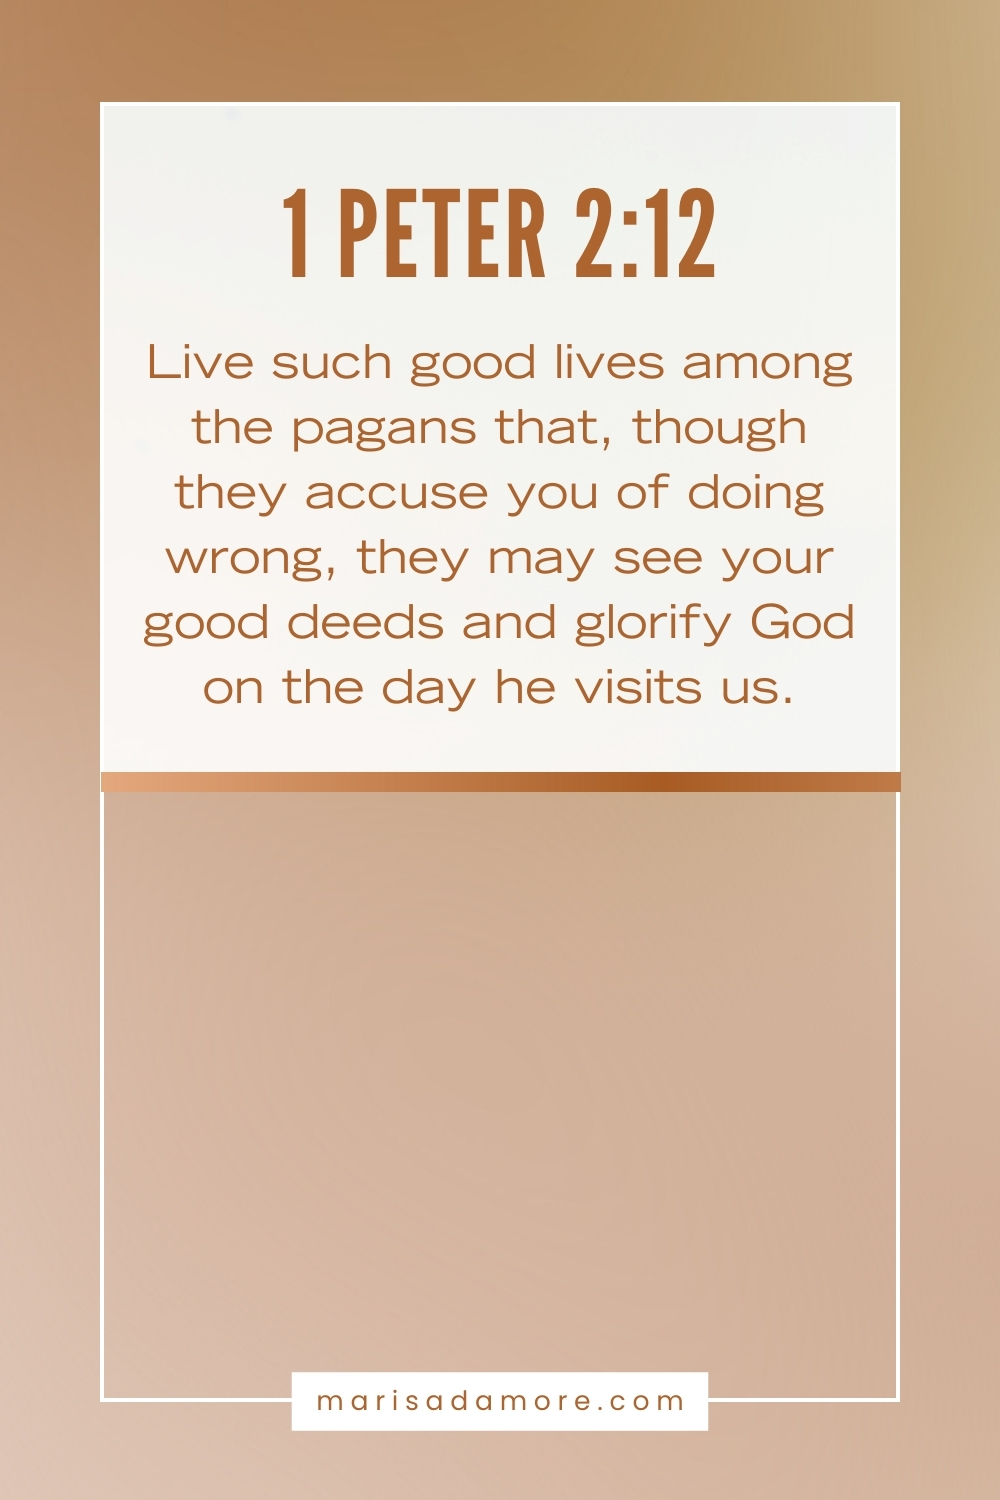 1 PETER 2:12
Live such good lives among
the pagans that, though
they accuse you of doing
wrong, they may see your
good deeds and glorify God
on the day he visits us.
marisadamore.com